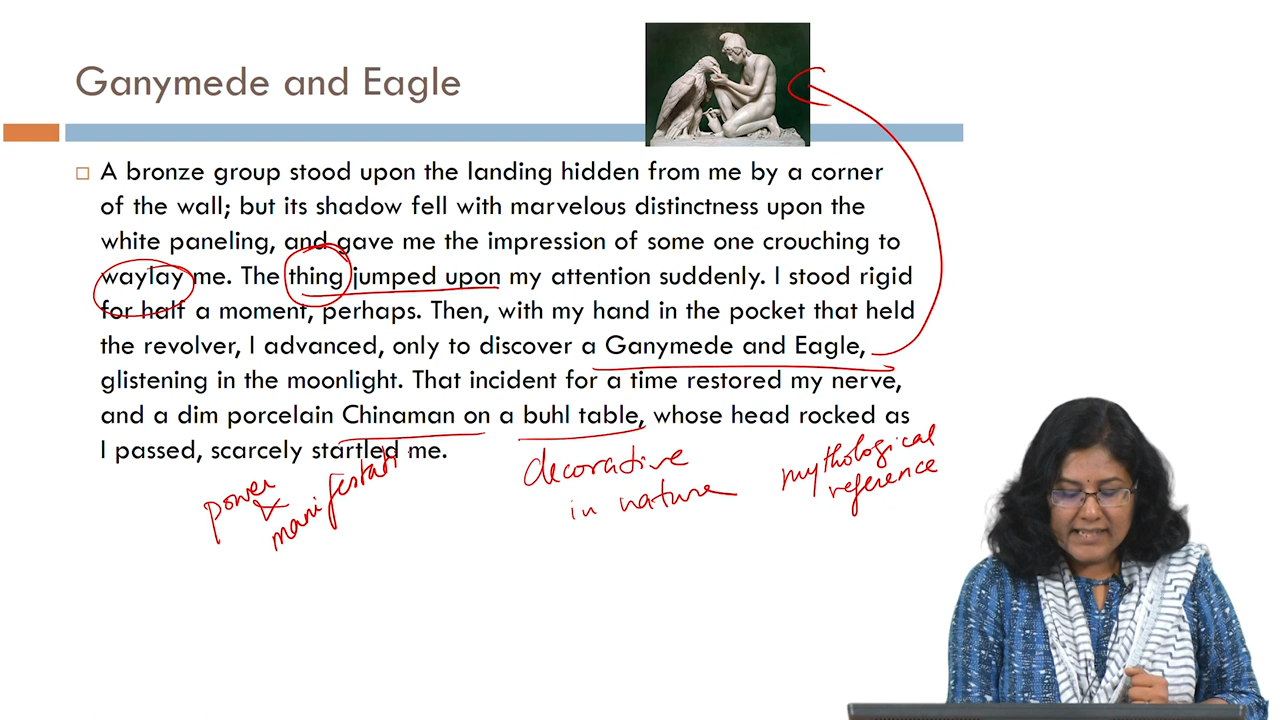 Ganymede and Eagle
A bronze group stood upon the landing hidden from me by a corner
of the wall; but its shadow fell with marvelous distinctness upon the
white paneling, and gave me the impression of some one crouching to
waylay me. The thing jumped upon my attention suddenly. I stood rigid
for half a moment, perhaps. Then, with my hand in the pocket that held
the revolver, I advanced, only to discover a Ganymede and Eagle,
glistening in the moonlight. That incident for a time restored my nerve,
and a dim porcelain Chinaman on a buhl table, whose head rocked as
I passed, scarcely startled me.
power
&
manifestati
decorative
in nature
mythological
reference